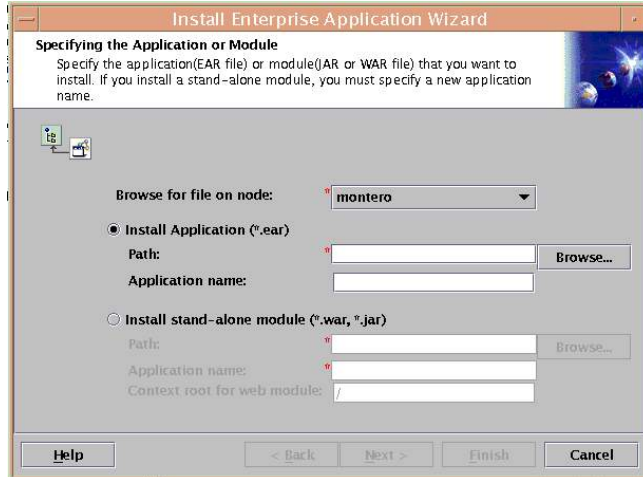 Install Enterprise Application Wizard
Specifying the Application or Module
Specify the application(EAR file) or module(JAR or WAR file) that you want to
install. If you install a stand-alone module, you must specify a new application
name.
Browse for file on node: * montero
Install Application (*.ear)
Path: * Browse...
Application name:
Install stand-alone module (*.war, *.jar)
Path: * Browse...
Application name: *
Context root for web module: /
Help < Back Next > Finish Cancel